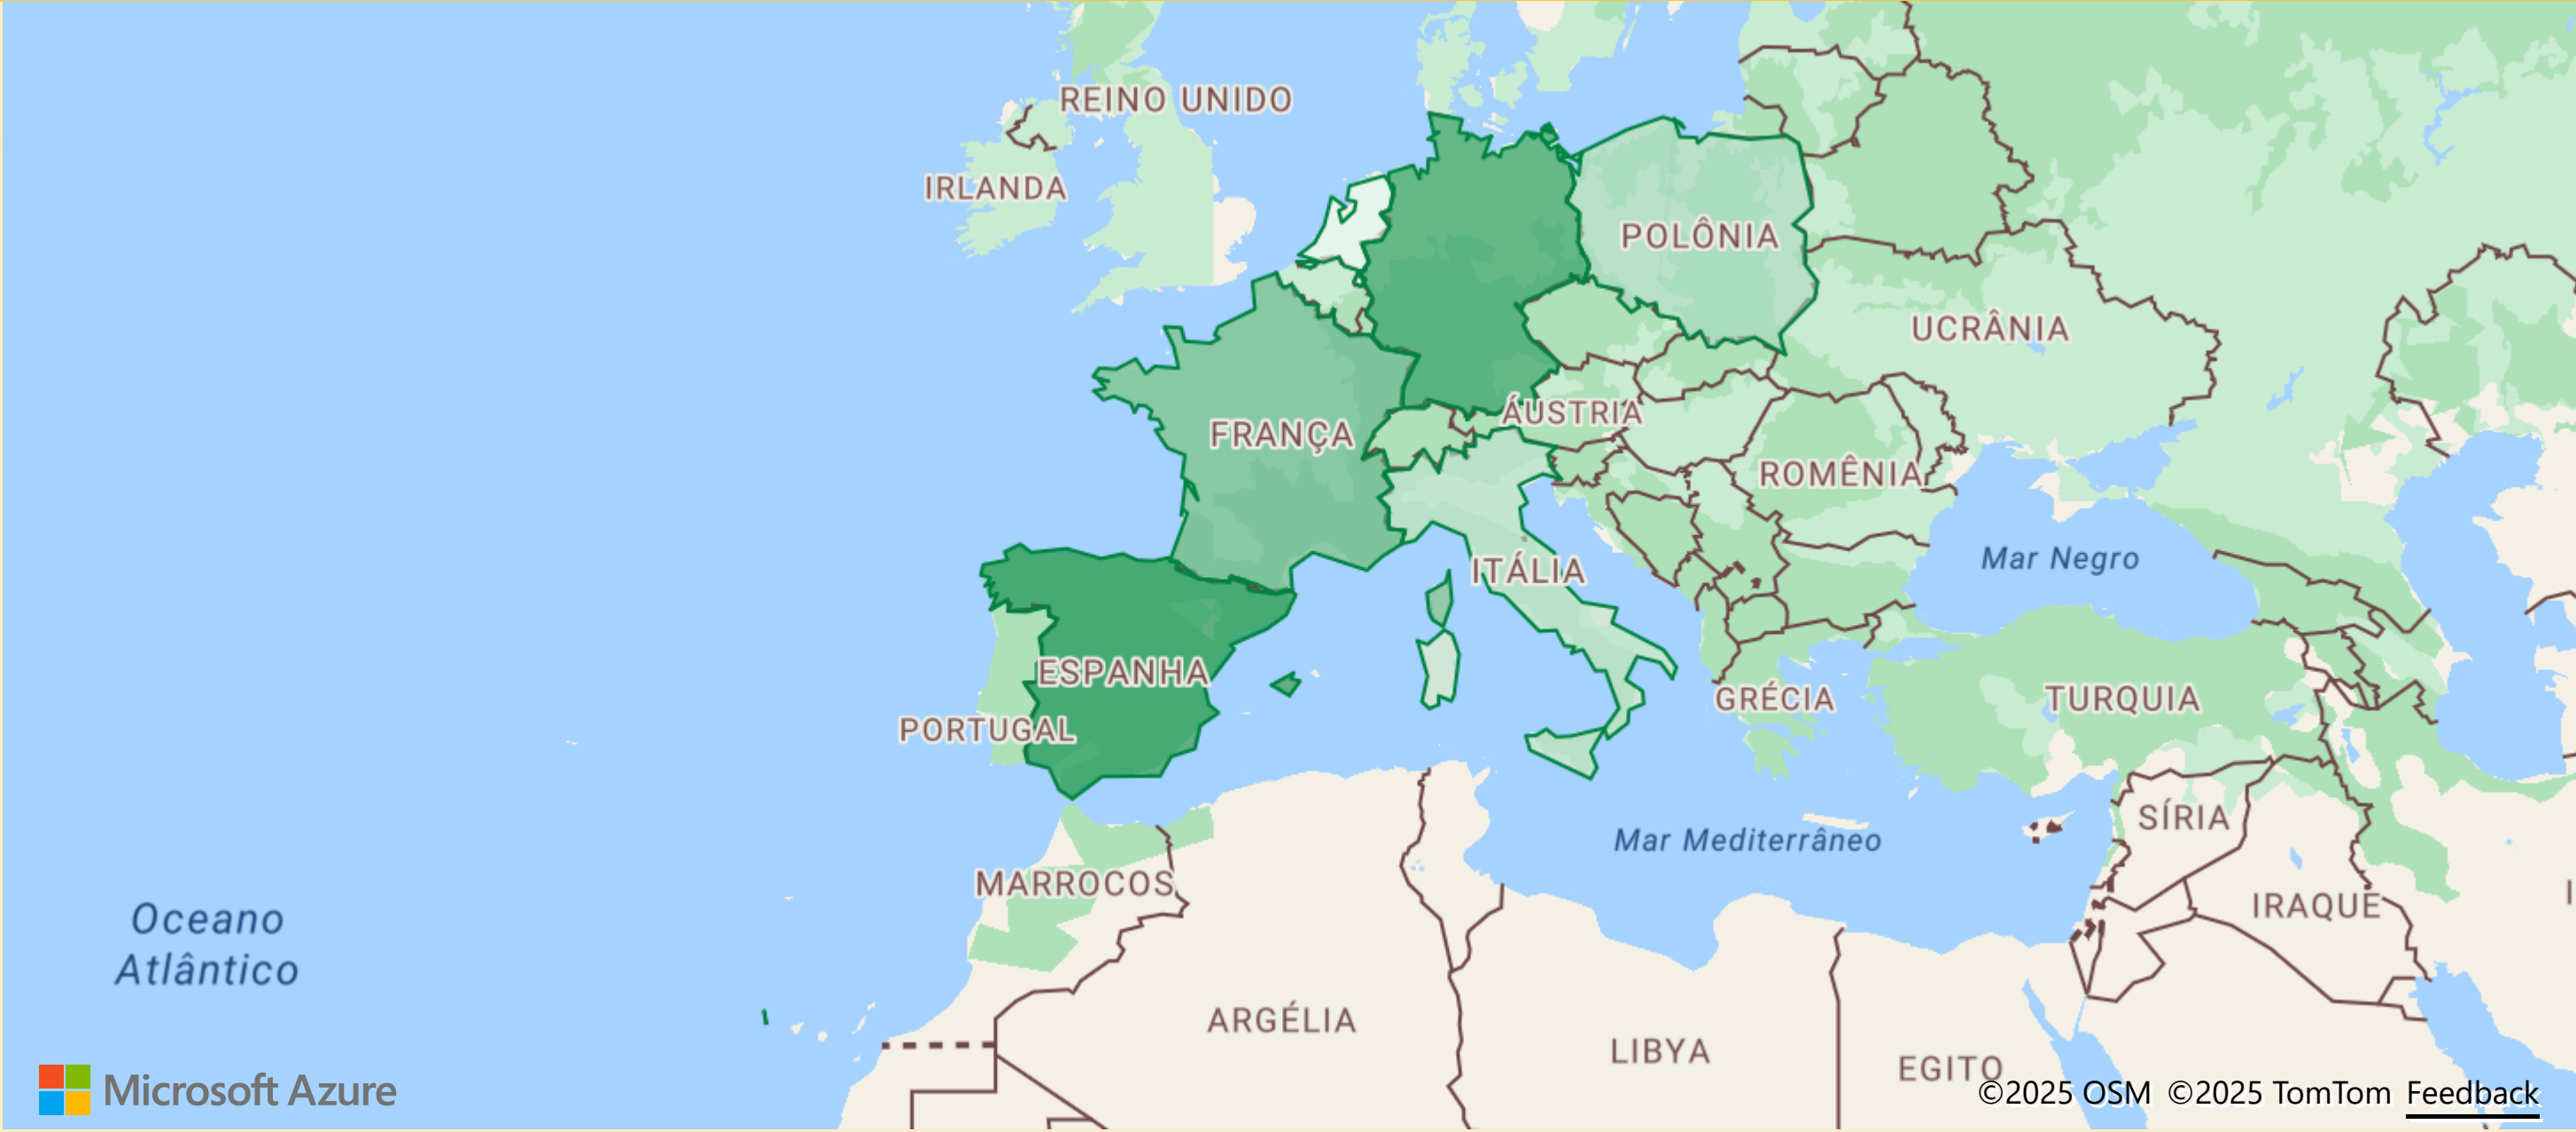 REINO UNIDO
IRLANDA
POLÔNIA
UCRÂNIA
ÁUSTRIA
FRANÇA
ROMÊNIA
Mar Negro
ITÁLIA
ESPANHA
GRÉCIA
TURQUIA
PORTUGAL
SÍRIA
Mar Mediterrâneo
MARROCOS
IRAQUE
Oceano
Atlântico
ARGÉLIA
LIBYA
EGITO
Microsoft Azure
©2025 OSM ©2025 TomTom Feedback